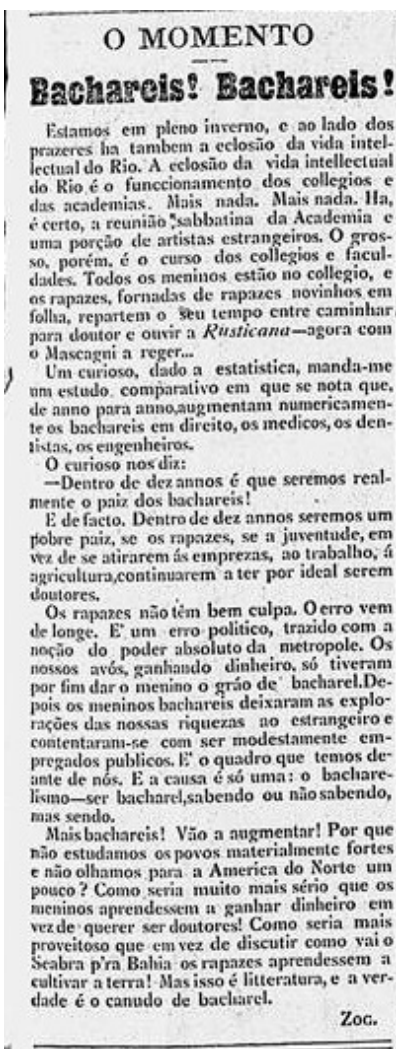 O MOMENTO
Bachareis! Bachareis!
Estamos em pleno inverno, e ao lado dos
prazeres ha tambem a eclosão da vida intel-
lectual do Rio. A eclosão da vida intellectual
do Rio é o funccionamento dos collegios e
das academias. Mais nada. Mais nada. Ha,
é certo, a reunião sabbatina da Academia e
uma porção de artistas estrangeiros. O gros-
so, porém, é o curso dos collegios e facul-
dades. Todos os meninos estão no collegio, e
os rapazes, fornadas de rapazes novinhos em
folha, repartem o seu tempo entre caminhar
para doutor e ouvir a Rusticana—agora com
o Mascagni a reger...
Um curioso, dado a estatistica, manda-me
um estudo comparativo em que se nota que,
de anno para anno,augmentam numericamen-
te os bachareis em direito, os medicos, os den-
tistas, os engenheiros.
O curioso nos diz:
—Dentro de dez annos é que seremos real-
mente o paiz dos bachareis!
E de facto. Dentro de dez annos seremos um
pobre paiz, se os rapazes, se a juventude, em
vez de se atirarem ás emprezas, ao trabalho, á
agricultura,continuarem a ter por ideal serem
doutores.
Os rapazes não têm bem culpa. O erro vem
de longe. E' um erro politico, trazido com a
noção do poder absoluto da metropole. Os
nossos avós, ganhando dinheiro, só tiveram
por fim dar o menino o gráo de bacharel.De-
pois os meninos bachareis deixaram as explo-
rações das nossas riquezas ao estrangeiro e
contentaram-se com ser modestamente em-
pregados publicos. E' o quadro que temos de-
ante de nós. E a causa é só uma: o bachare-
lismo—ser bacharel,sabendo ou não sabendo,
mas sendo.
Mais bachareis! Vão a augmentar! Por que
não estudamos os povos materialmente fortes
e não olhamos para a America do Norte um
pouco? Como seria muito mais sério que os
meninos aprendessem a ganhar dinheiro em
vez de querer ser doutores! Como seria mais
proveitoso que em vez de discutir como vai o
Seabra p'ra Bahia os rapazes aprendessem a
cultivar a terra! Mas isso é litteratura, e a ver-
dade é o canudo de bacharel.
Zoc.